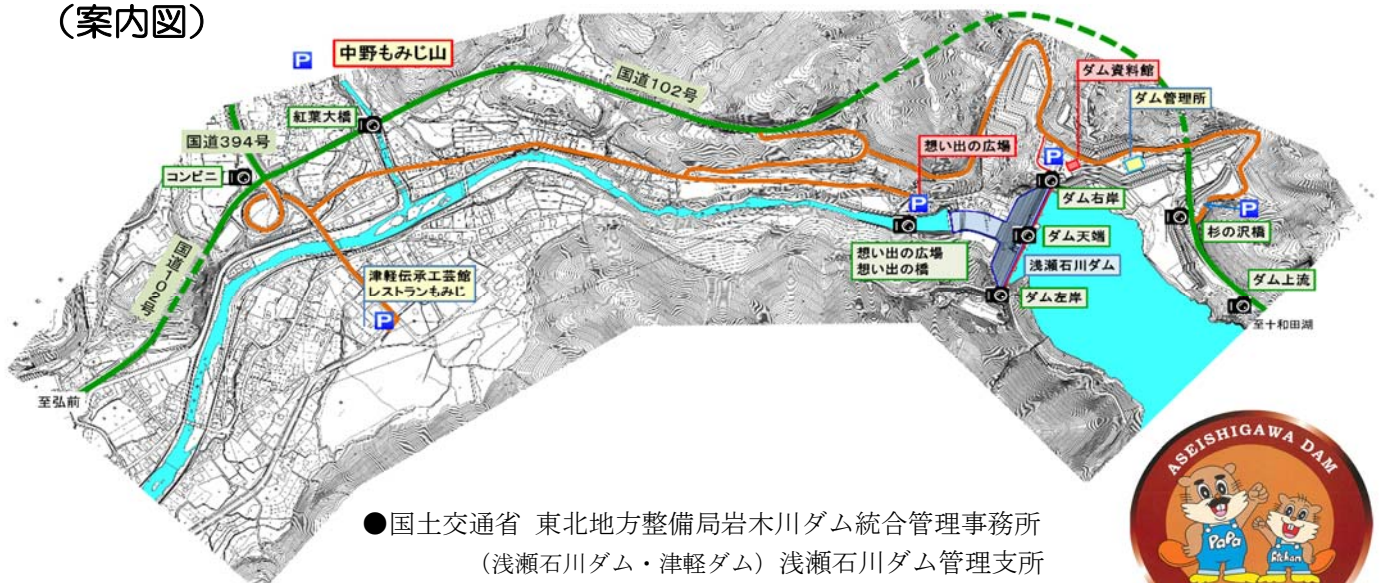 （案内図）
P
中野もみじ山
国道102号
紅葉大橋
国道394号
コンビニ
国道102号
至弘前
津軽伝承工芸館
レストランもみじ
P
想い出の広場
P
想い出の広場
想い出の橋
ダム資料館
ダム管理所
P
ダム右岸
ダム天端
浅瀬石川ダム
ダム左岸
P
杉の沢橋
ダム上流
至十和田湖
●国土交通省 東北地方整備局岩木川ダム統合管理事務所
（浅瀬石川ダム・津軽ダム）浅瀬石川ダム管理支所
ASEISHIGAWA DAM
PaPa